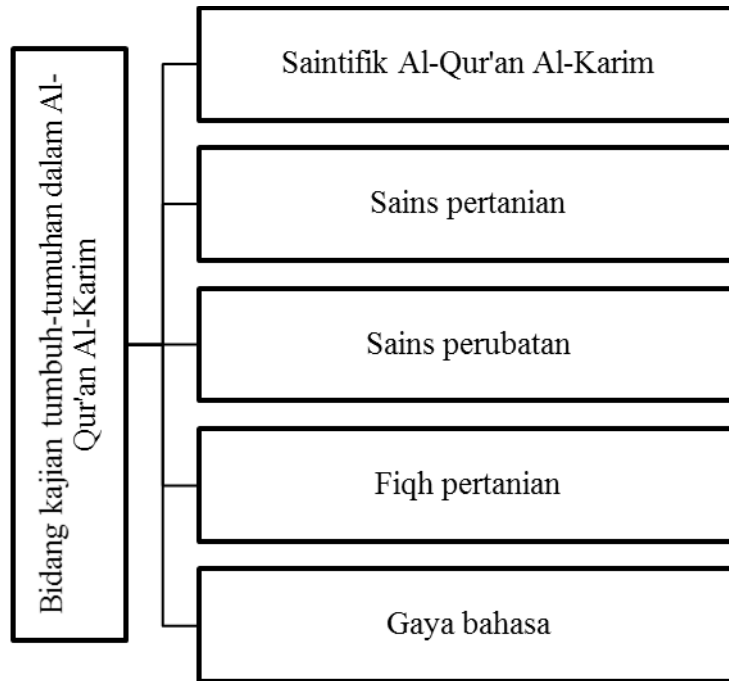 Bidang kajian tumbuh-tumuhan dalam Al-
Qur'an Al-Karim
Saintifik Al-Qur'an Al-Karim
Sains pertanian
Sains perubatan
Fiqh pertanian
Gaya bahasa